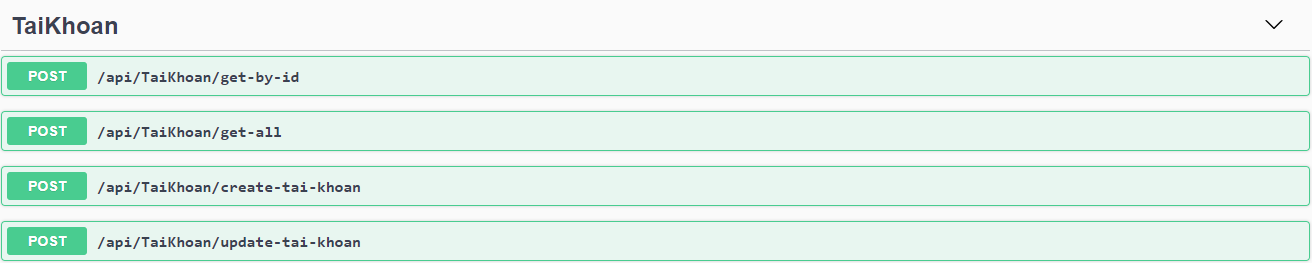 TaiKhoan
POST /api/TaiKhoan/get-by-id
POST /api/TaiKhoan/get-all
POST /api/TaiKhoan/create-tai-khoan
POST /api/TaiKhoan/update-tai-khoan